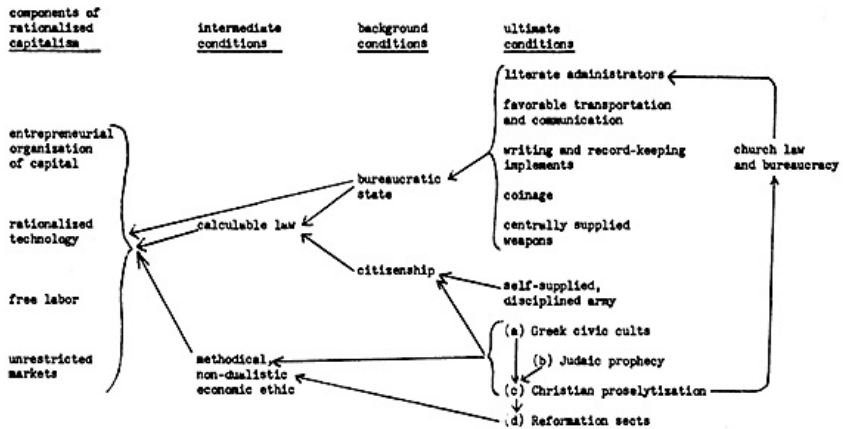 components of
rationalized
capitalism
intermediate
conditions
background
conditions
ultimate
conditions
literate administrators
favorable transportation
and communication
entrepreneurial
organization
of capital
writing and record-keeping
implements
church law
and bureaucracy
bureaucratic
state
coinage
rationalized
technology
calculable law
centrally supplied
weapons
citizenship
self-supplied,
disciplined army
free labor
(a) Greek civic cults
unrestricted
markets
methodical,
non-dualistic
economic ethic
(b) Judaic prophecy
(c) Christian proselytization
(d) Reformation sects